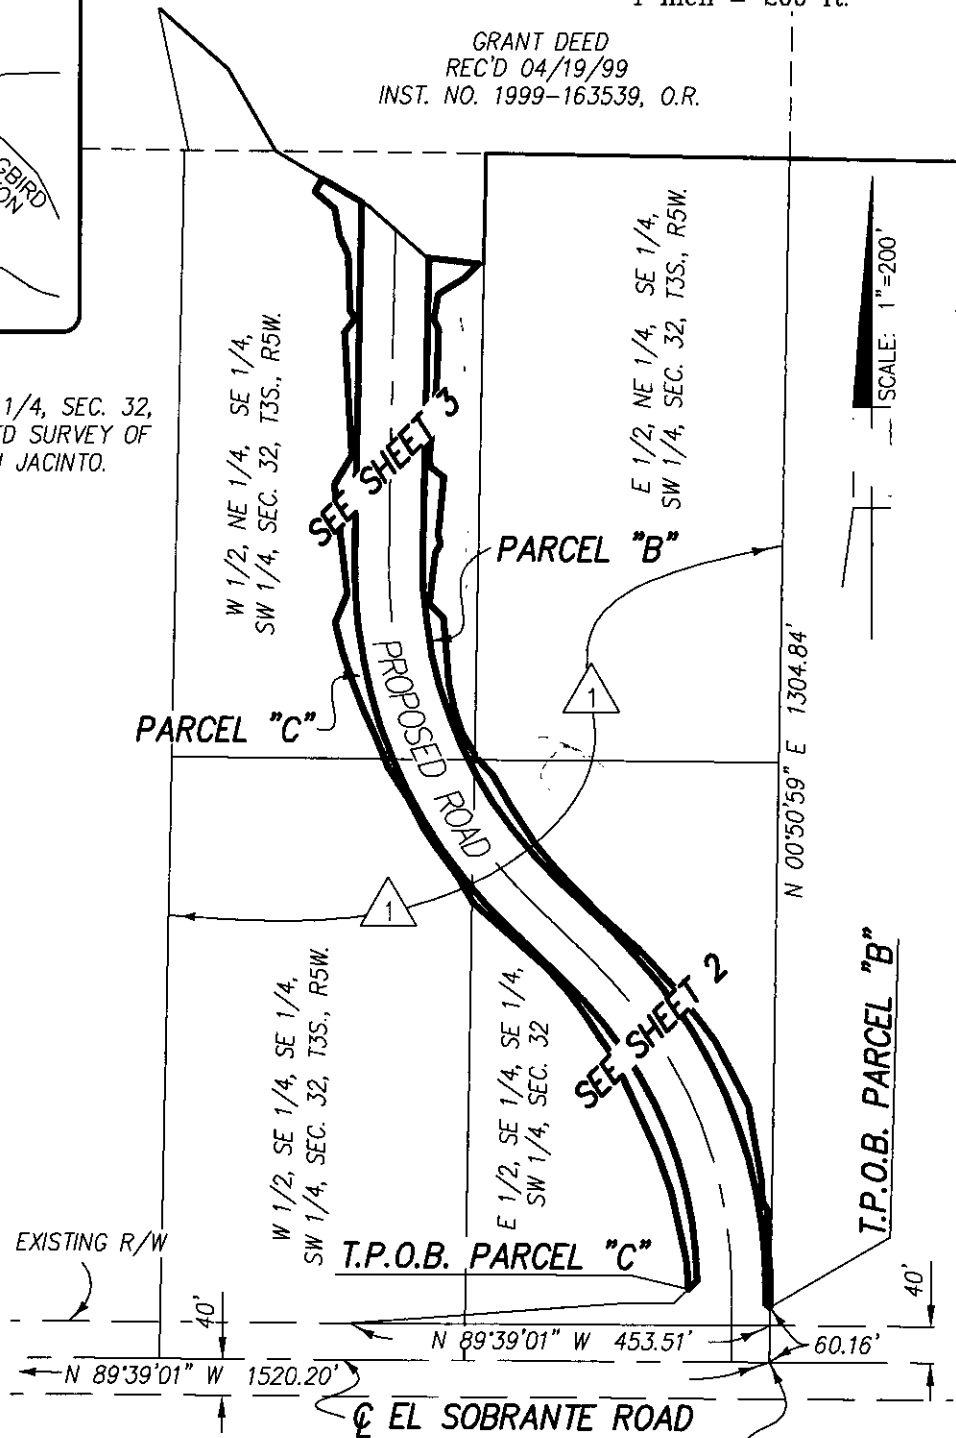 1 inch = 200 ft.
GRANT DEED
REC'D 04/19/99
INST. NO. 1999-163539, O.R.
GBIRD
1/4, SEC. 32,
SURVEY OF
JACINTO.
W 1/2, NE 1/4, SE 1/4,
SW 1/4, SEC. 32, T3S., R5W.
E 1/2, NE 1/4, SE 1/4,
SW 1/4, SEC. 32, T3S., R5W.
SCALE: 1"=200'
SEE SHEET 3
PARCEL "B"
PARCEL "C"
PROPOSED ROAD
1
N 00°50'59" E 1304.84'
1
W 1/2, SE 1/4, SE 1/4,
SW 1/4, SEC. 32, T3S., R5W.
E 1/2, SE 1/4, SE 1/4,
SW 1/4, SEC. 32
SEE SHEET 2
T.P.O.B. PARCEL "B"
EXISTING R/W
T.P.O.B. PARCEL "C"
40'
40'
N 89°39'01" W 453.51'
60.16'
N 89°39'01" W 1520.20'
℄ EL SOBRANTE ROAD